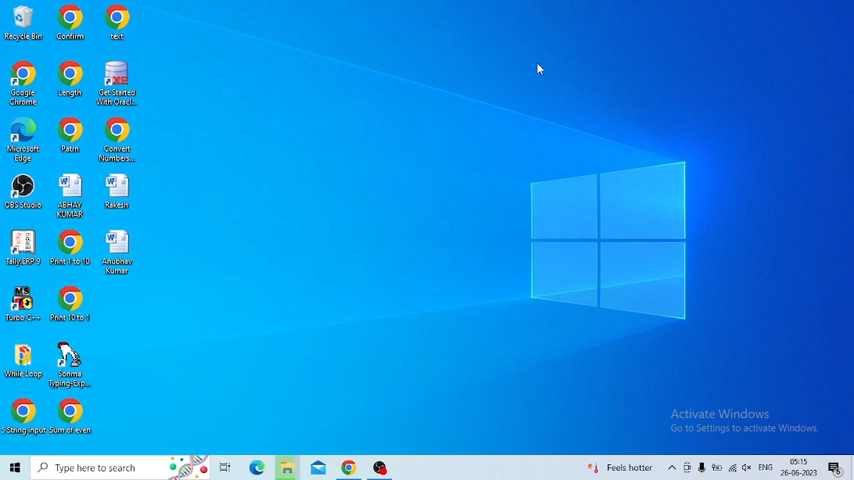 Recycle Bin
Confirm
text
Google
Chrome
Length
Get Started
With Oracl...
Microsoft
Edge
Patrn
Convert
Numbers...
OBS Studio
ABHAY
KUMAR
Rakesh
Tally.ERP 9
Print 1 to 10
Anubhav
Kumar
Turbo C++
Print 10 to 1
While Loop
Sonma
Typing-Exp...
String input
Sum of even
Activate Windows
Go to Settings to activate Windows.
Type here to search
Feels hotter
ENG
05:15
26-06-2023